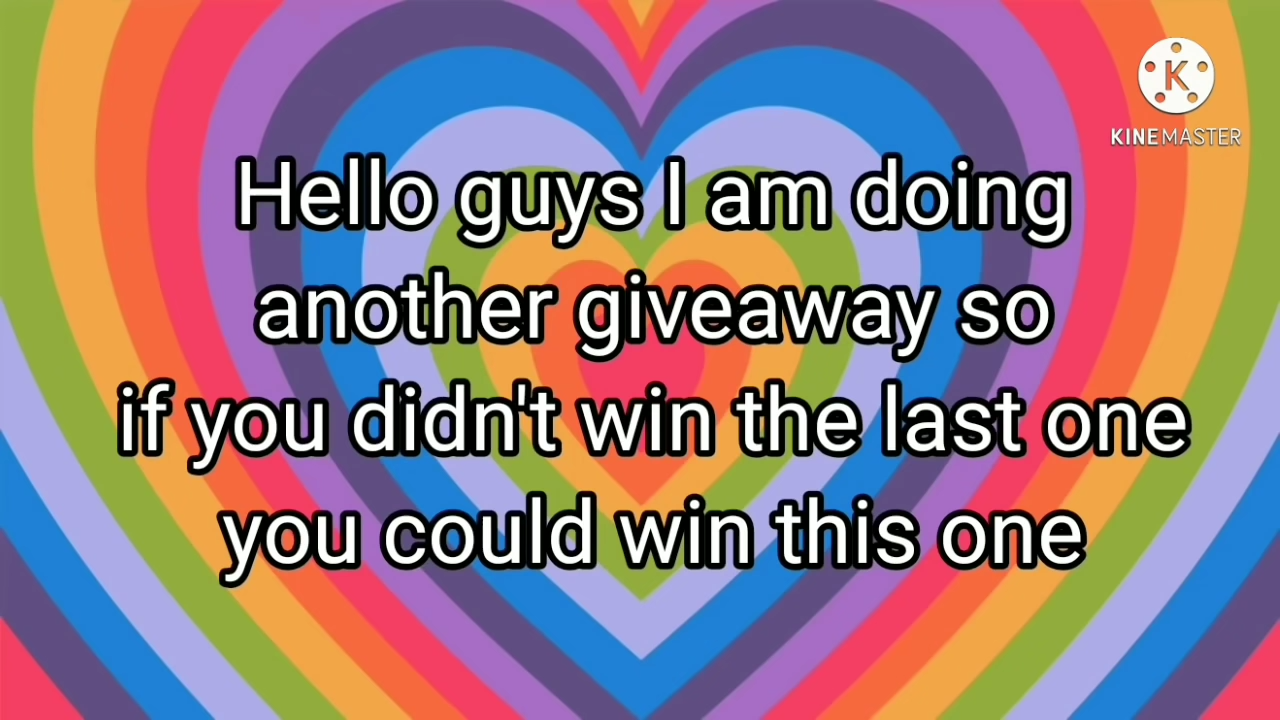 K
KINEMASTER
Hello guys I am doing
another giveaway so
if you didn't win the last one
you could win this one